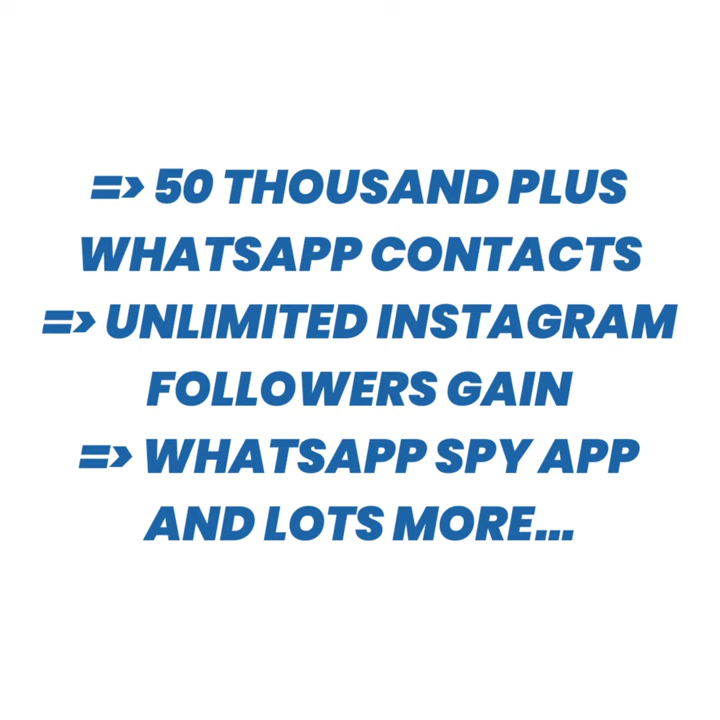 => 50 THOUSAND PLUS
WHATSAPP CONTACTS
=> UNLIMITED INSTAGRAM
FOLLOWERS GAIN
=> WHATSAPP SPY APP
AND LOTS MORE...